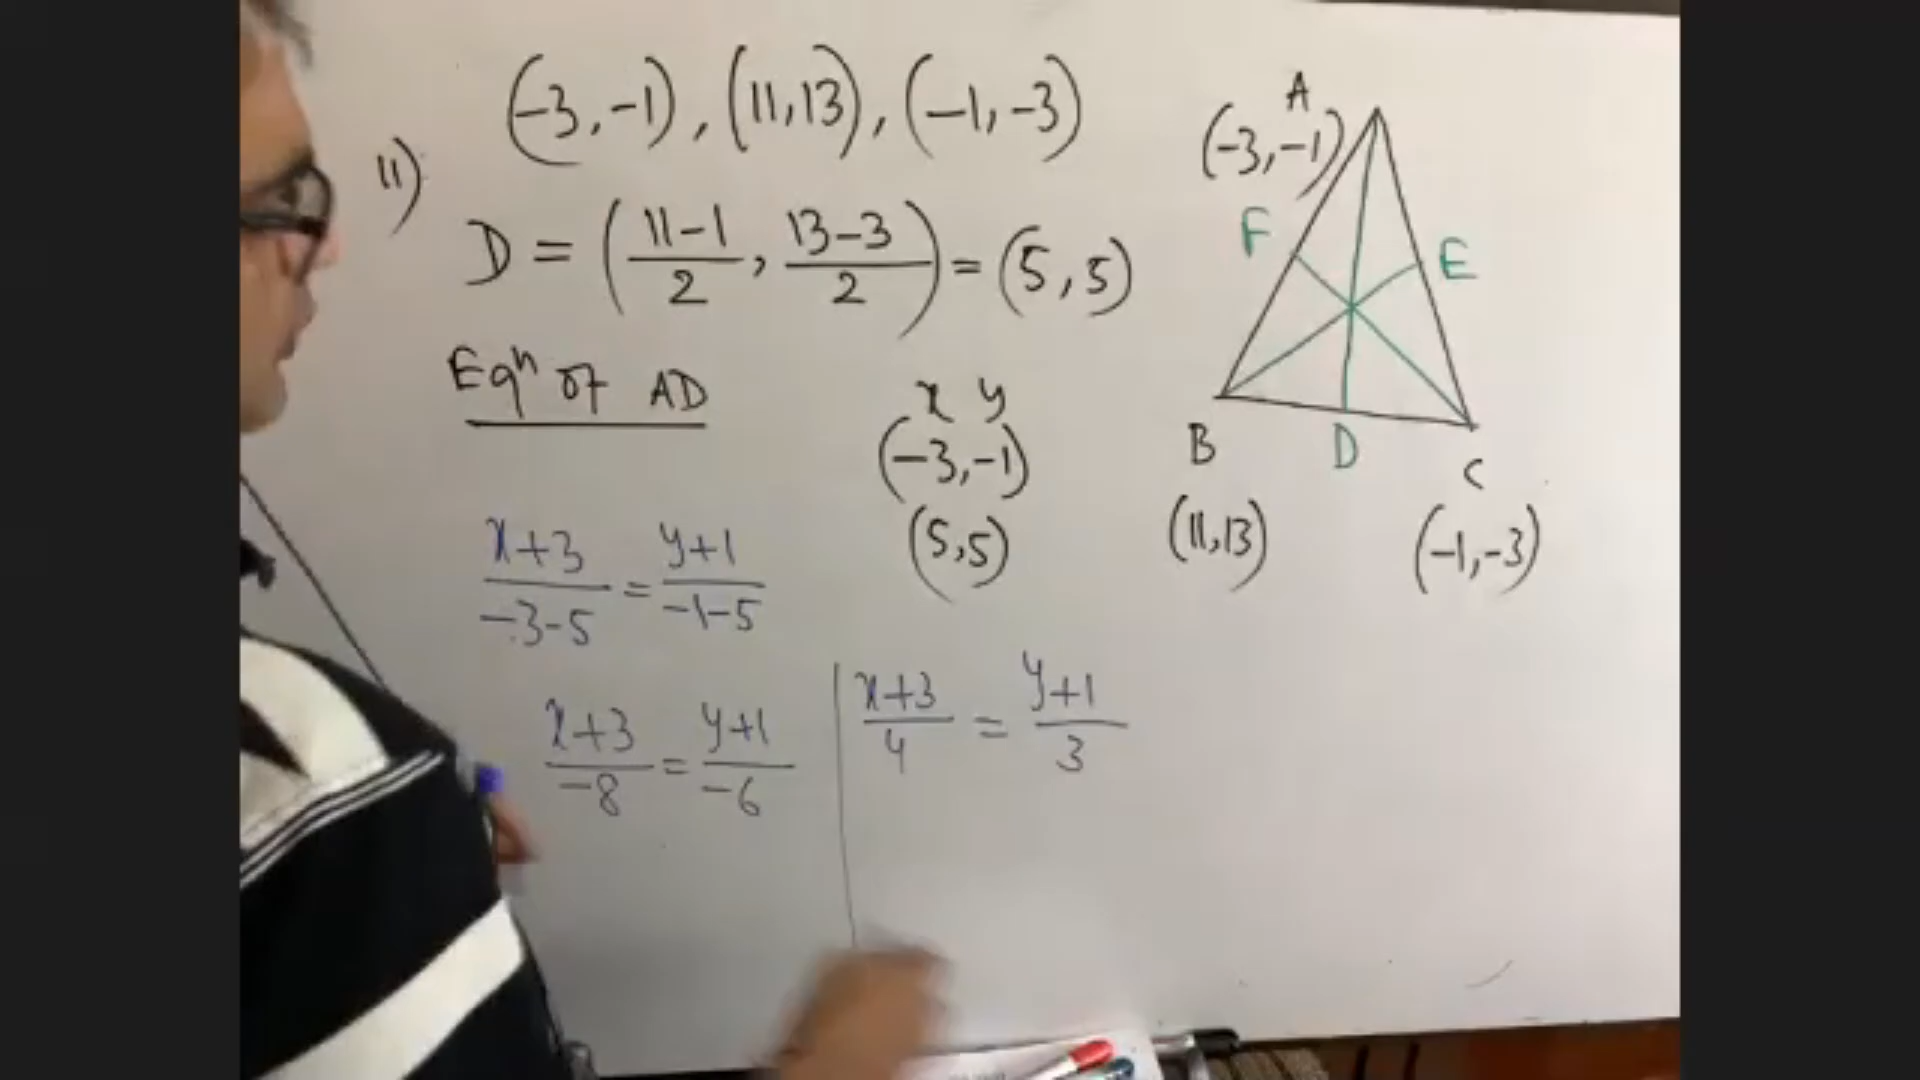 (-3,-1), (11,13), (-1,-3)
11)
D = (11-1/2, 13-3/2) = (5,5)
Eqⁿ of AD
x y
(-3,-1)
(5,5)
x+3/-3-5 = y+1/-1-5
x+3/-8 = y+1/-6
x+3/4 = y+1/3
A
(-3,-1)
F
E
B
D
C
(11,13)
(-1,-3)